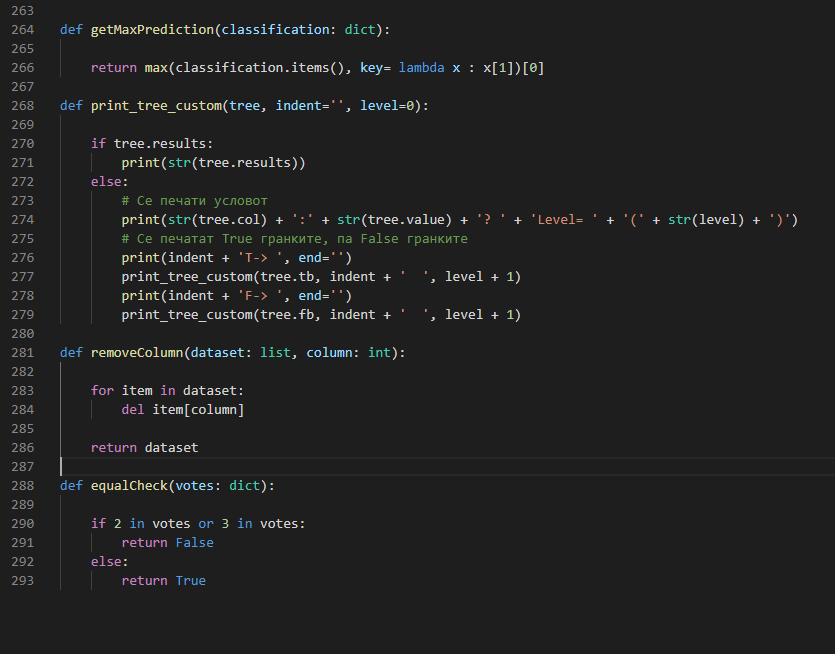 263
264 def getMaxPrediction(classification: dict):
265
266     return max(classification.items(), key= lambda x : x[1])[0]
267
268 def print_tree_custom(tree, indent='', level=0):
269
270     if tree.results:
271         print(str(tree.results))
272     else:
273         # Се печати условот
274         print(str(tree.col) + ':' + str(tree.value) + '? ' + 'Level= ' + '(' + str(level) + ')')
275         # Се печатат True гранките, па False гранките
276         print(indent + 'T-> ', end='')
277         print_tree_custom(tree.tb, indent + '  ', level + 1)
278         print(indent + 'F-> ', end='')
279         print_tree_custom(tree.fb, indent + '  ', level + 1)
280
281 def removeColumn(dataset: list, column: int):
282
283     for item in dataset:
284         del item[column]
285
286     return dataset
287
288 def equalCheck(votes: dict):
289
290     if 2 in votes or 3 in votes:
291         return False
292     else:
293         return True